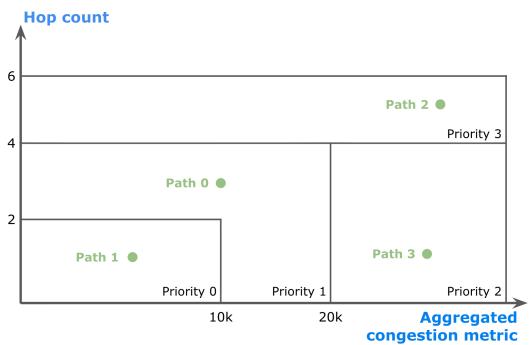 Hop count
6
Path 2
Priority 3
4
Path 0
2
Path 1
Path 3
Priority 0
Priority 1
Priority 2
10k
20k
Aggregated
congestion metric